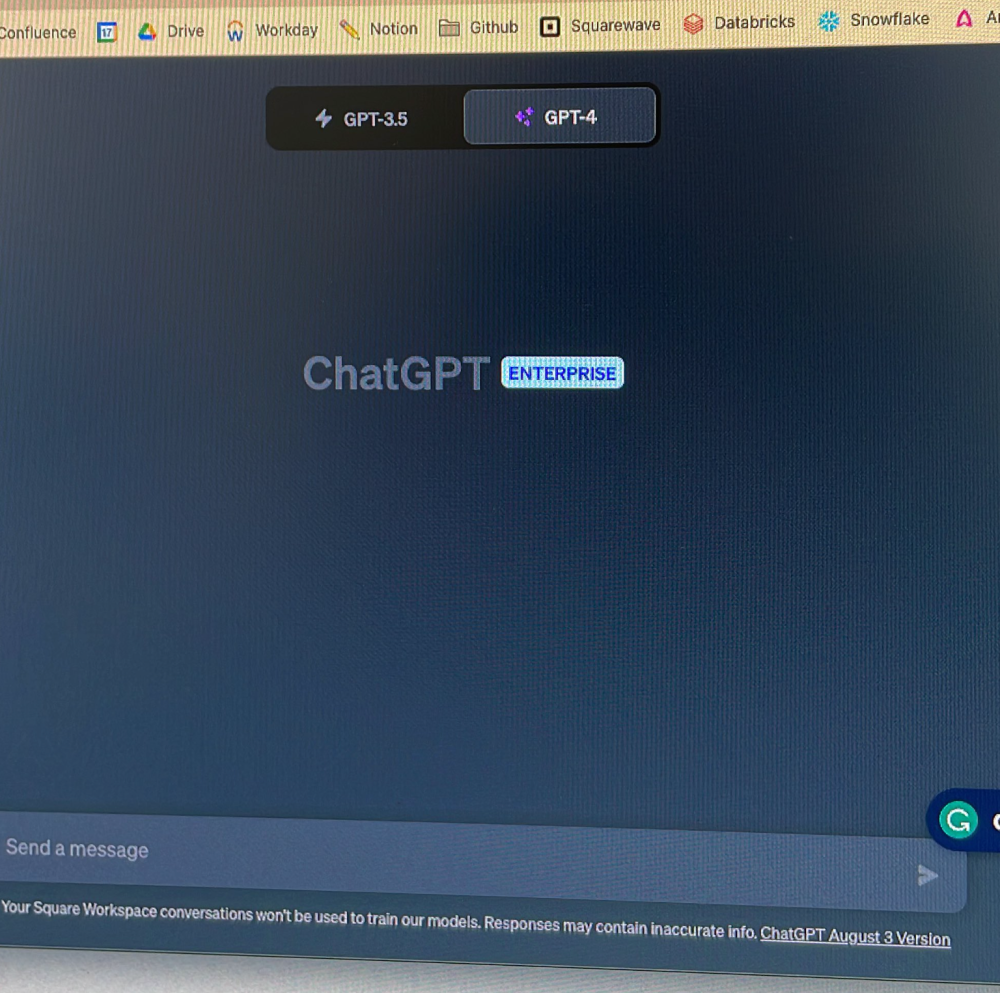 Confluence 17 Drive Workday Notion Github Squarewave Databricks Snowflake
GPT-3.5 GPT-4
ChatGPT ENTERPRISE
Send a message
Your Square Workspace conversations won't be used to train our models. Responses may contain inaccurate info. ChatGPT August 3 Version